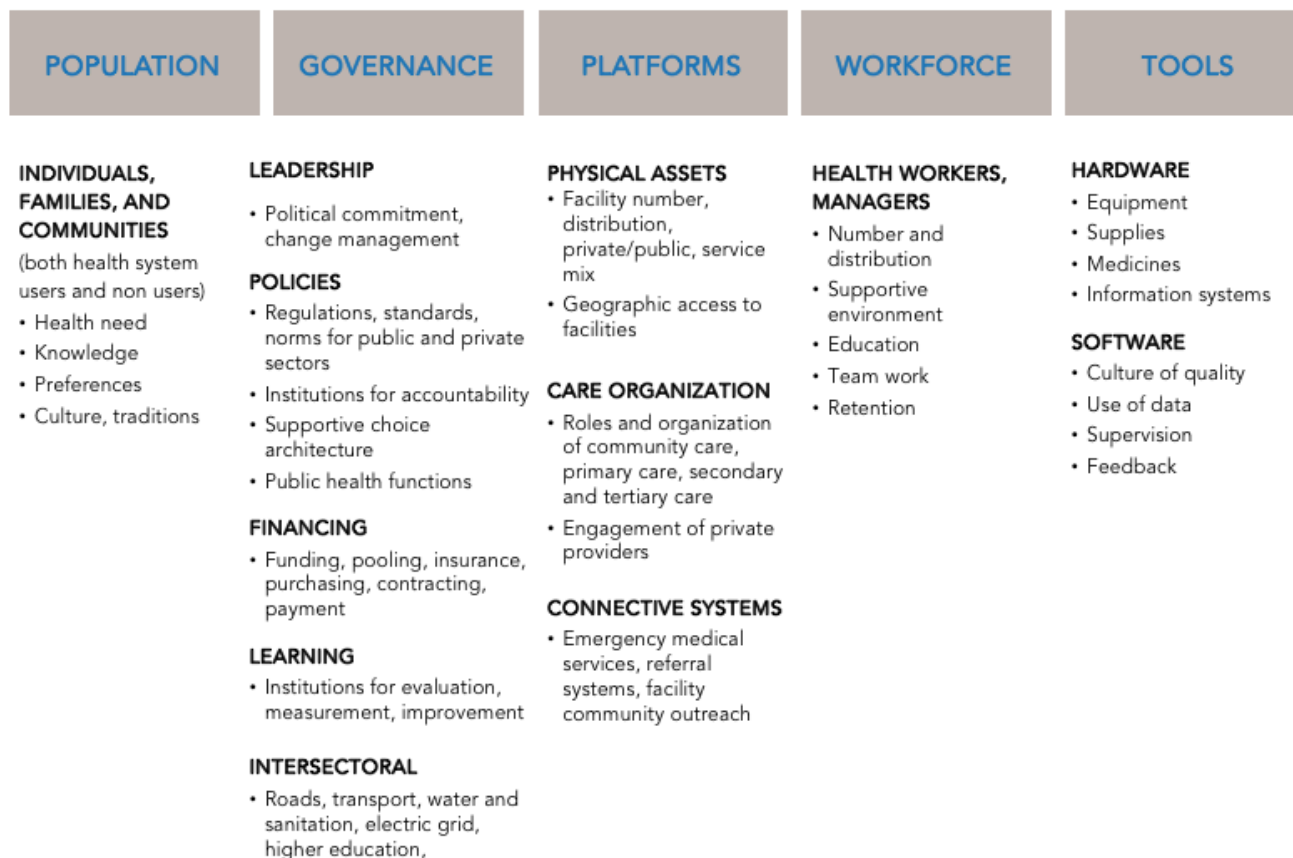 POPULATION
GOVERNANCE
PLATFORMS
WORKFORCE
TOOLS
INDIVIDUALS,
FAMILIES, AND
COMMUNITIES
(both health system
users and non users)
• Health need
• Knowledge
• Preferences
• Culture, traditions
LEADERSHIP
• Political commitment,
change management
POLICIES
• Regulations, standards,
norms for public and private
sectors
• Institutions for accountability
• Supportive choice
architecture
• Public health functions
FINANCING
• Funding, pooling, insurance,
purchasing, contracting,
payment
LEARNING
• Institutions for evaluation,
measurement, improvement
INTERSECTORAL
• Roads, transport, water and
sanitation, electric grid,
higher education,
PHYSICAL ASSETS
• Facility number,
distribution,
private/public, service
mix
• Geographic access to
facilities
CARE ORGANIZATION
• Roles and organization
of community care,
primary care, secondary
and tertiary care
• Engagement of private
providers
CONNECTIVE SYSTEMS
• Emergency medical
services, referral
systems, facility
community outreach
HEALTH WORKERS,
MANAGERS
• Number and
distribution
• Supportive
environment
• Education
• Team work
• Retention
HARDWARE
• Equipment
• Supplies
• Medicines
• Information systems
SOFTWARE
• Culture of quality
• Use of data
• Supervision
• Feedback